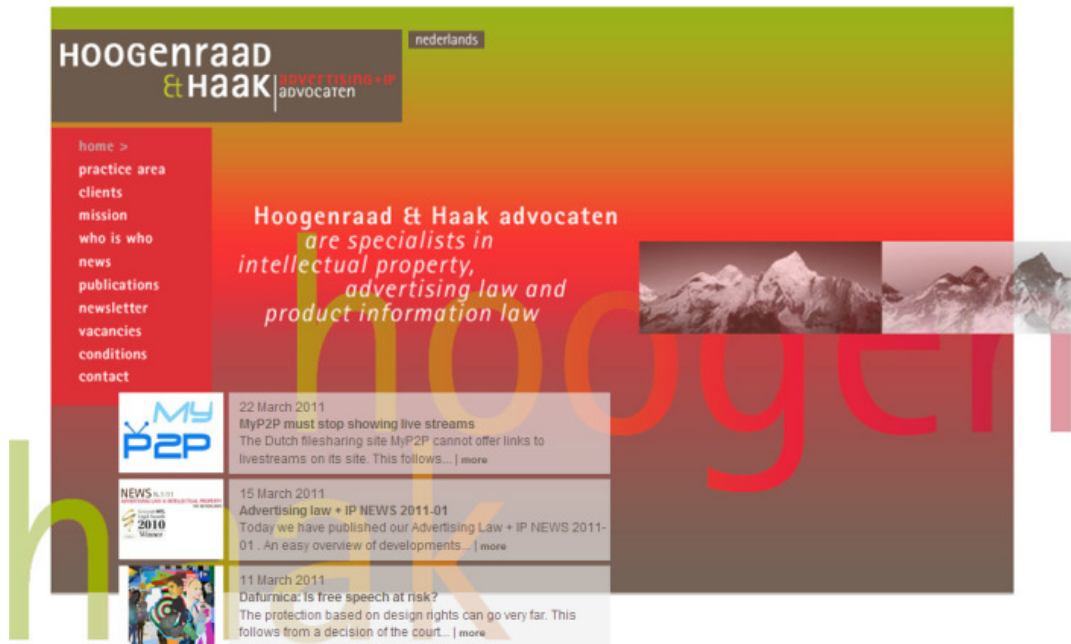 HOOGenraaD
& HaaK
aDverTisinG+IP
aDvocaTen
nederlands
home >
practice area
clients
mission
who is who
news
publications
newsletter
vacancies
conditions
contact
Hoogenraad & Haak advocaten
are specialists in
intellectual property,
advertising law and
product information law
hoogen
haak
MY
P2P
22 March 2011
MyP2P must stop showing live streams
The Dutch filesharing site MyP2P cannot offer links to
livestreams on its site. This follows... | more
NEWS
ADVERTISING LAW & INTELLECTUAL PROPERTY
2010
Winner
15 March 2011
Advertising law + IP NEWS 2011-01
Today we have published our Advertising Law + IP NEWS 2011-
01 . An easy overview of developments... | more
11 March 2011
Dafurnica: Is free speech at risk?
The protection based on design rights can go very far. This
follows from a decision of the court... | more